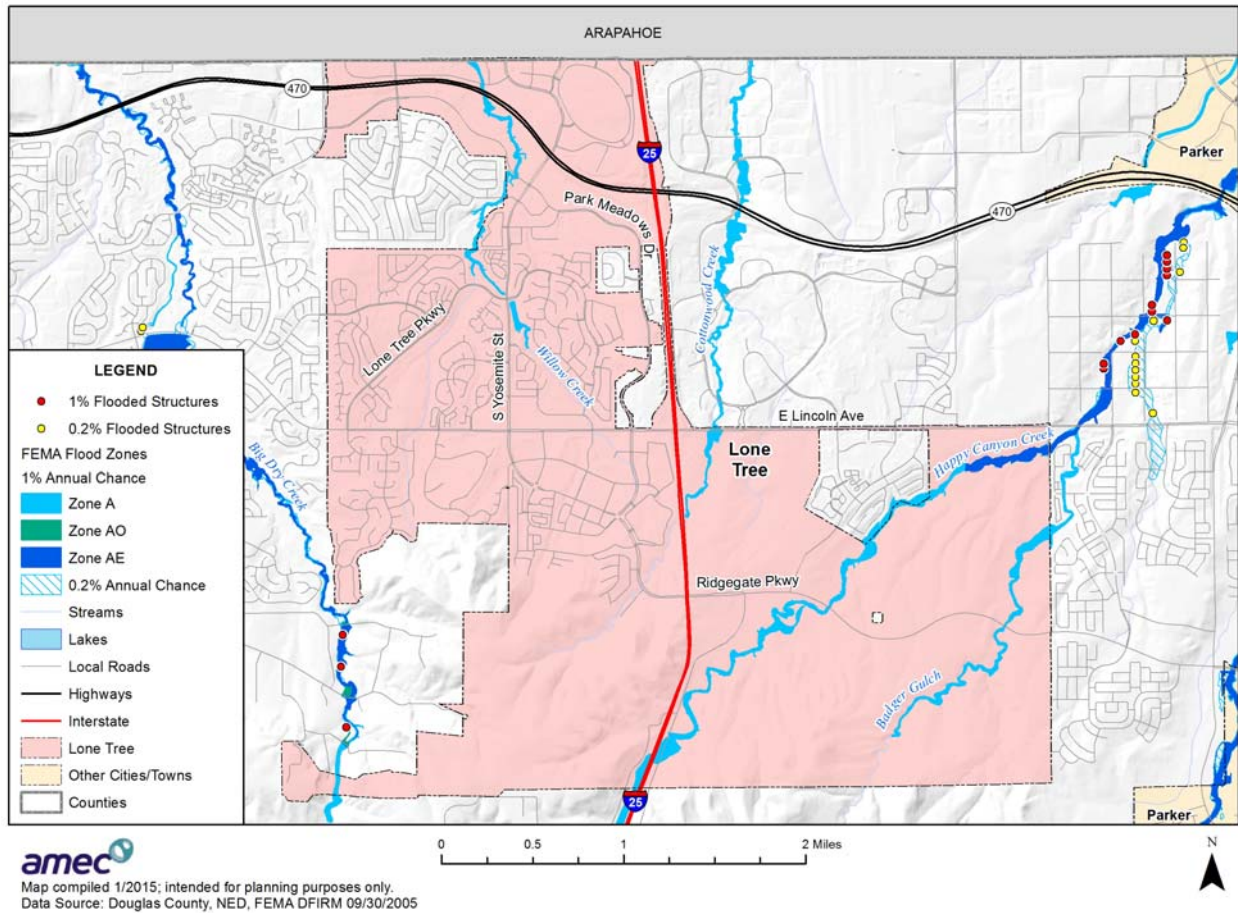 ARAPAHOE
470
25
Parker
470
Park Meadows Dr
Cottonwood Creek
Lone Tree Pkwy
S Yosemite St
Willow Creek
E Lincoln Ave
Lone
Tree
Happy Canyon Creek
Big Dry Creek
Ridgegate Pkwy
Badger Gulch
25
Parker
LEGEND
1% Flooded Structures
0.2% Flooded Structures
FEMA Flood Zones
1% Annual Chance
Zone A
Zone AO
Zone AE
0.2% Annual Chance
Streams
Lakes
Local Roads
Highways
Interstate
Lone Tree
Other Cities/Towns
Counties
amec
Map compiled 1/2015; intended for planning purposes only.
Data Source: Douglas County, NED, FEMA DFIRM 09/30/2005
0 0.5 1 2 Miles
N